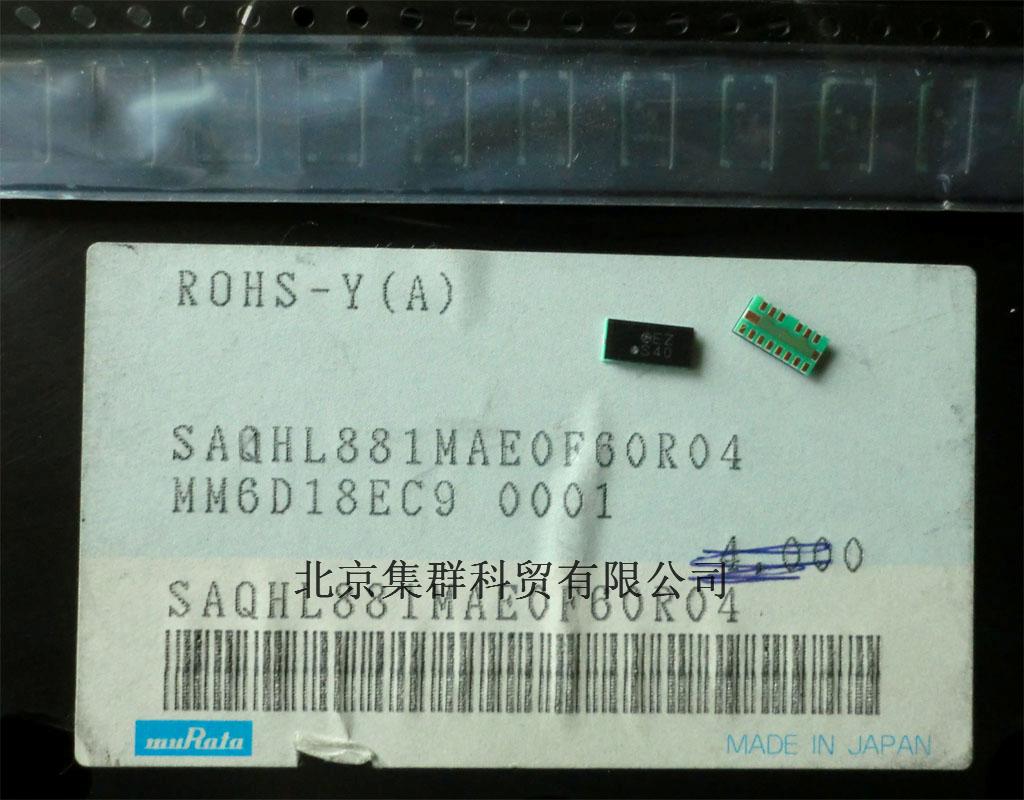 ROHS-Y(A)
EZ
S40
SAQHL881MAE0F60R04
MM6D18EC9 0001
4,000
北京集群科贸有限公司
SAQHL881MAE0F60R04
muRata
MADE IN JAPAN